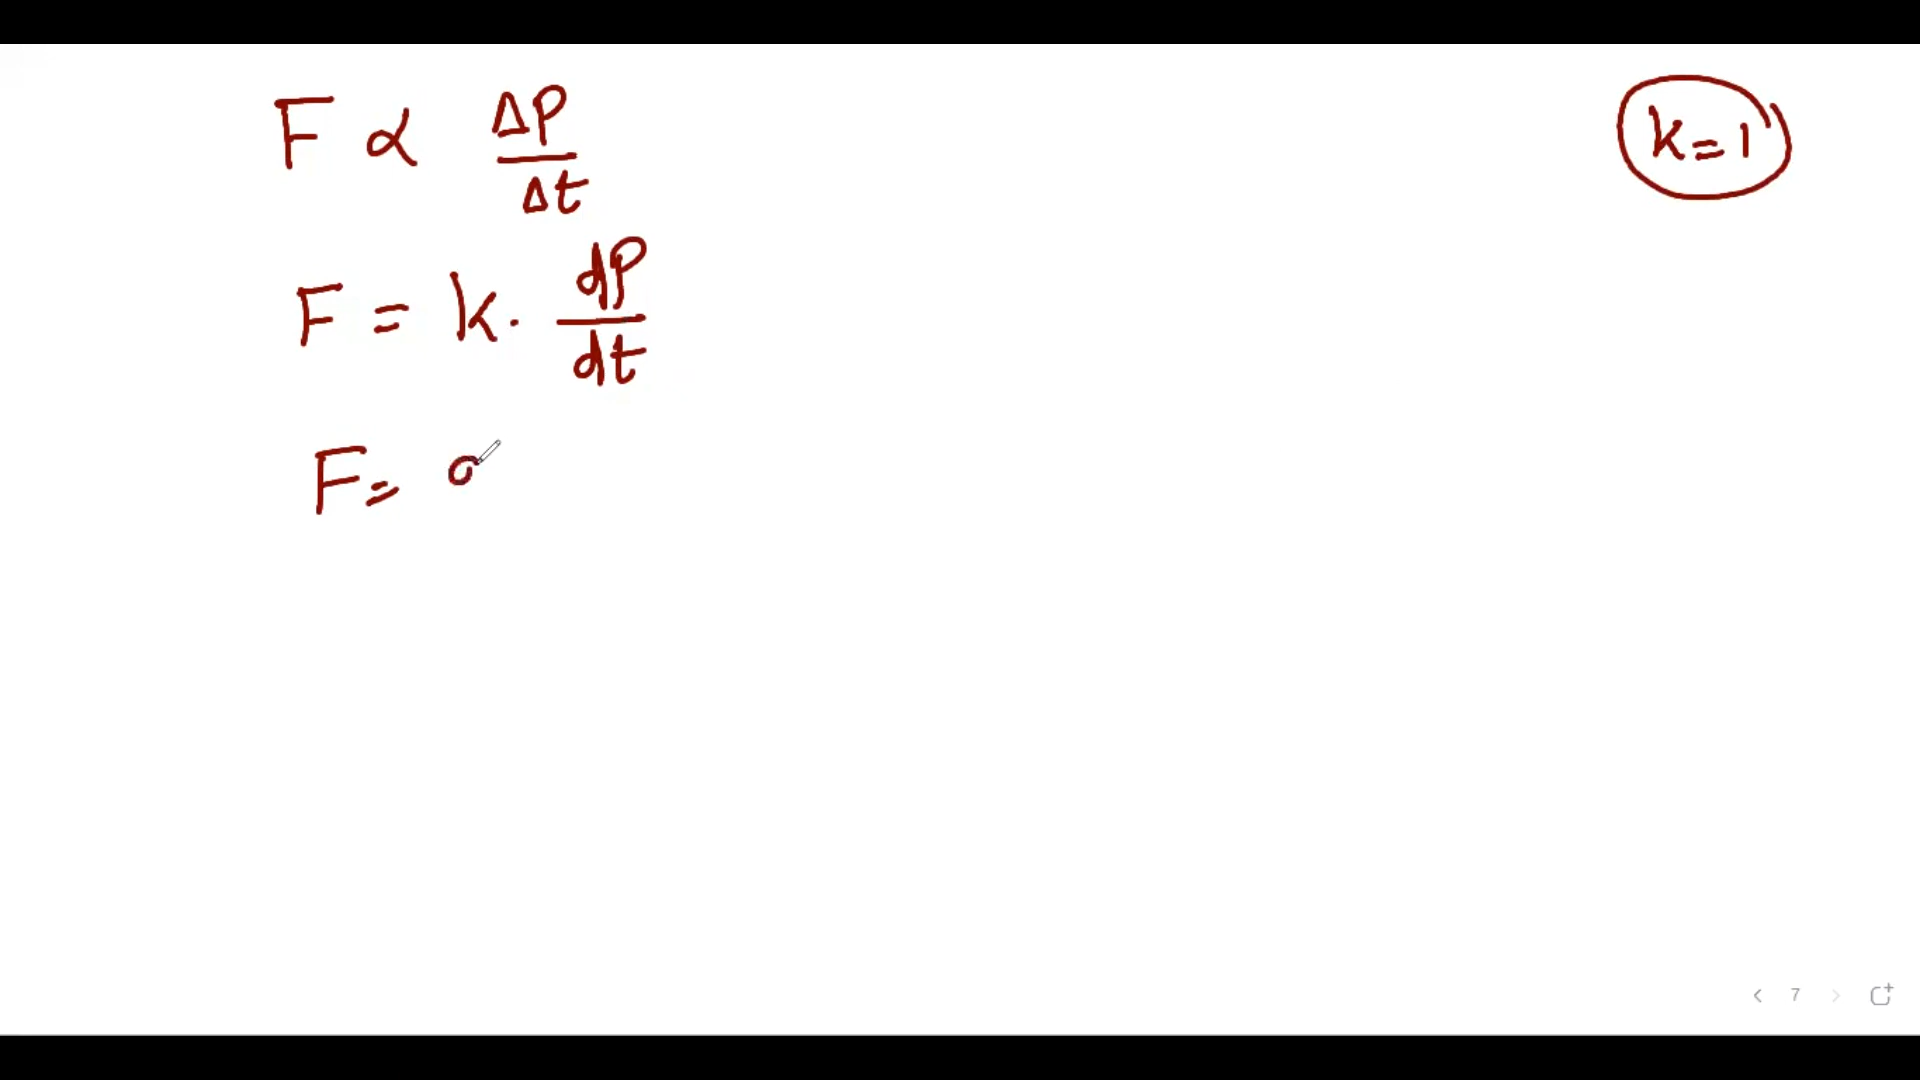 F ∝ Δp/Δt
k=1
F = k. dp/dt
F=
7